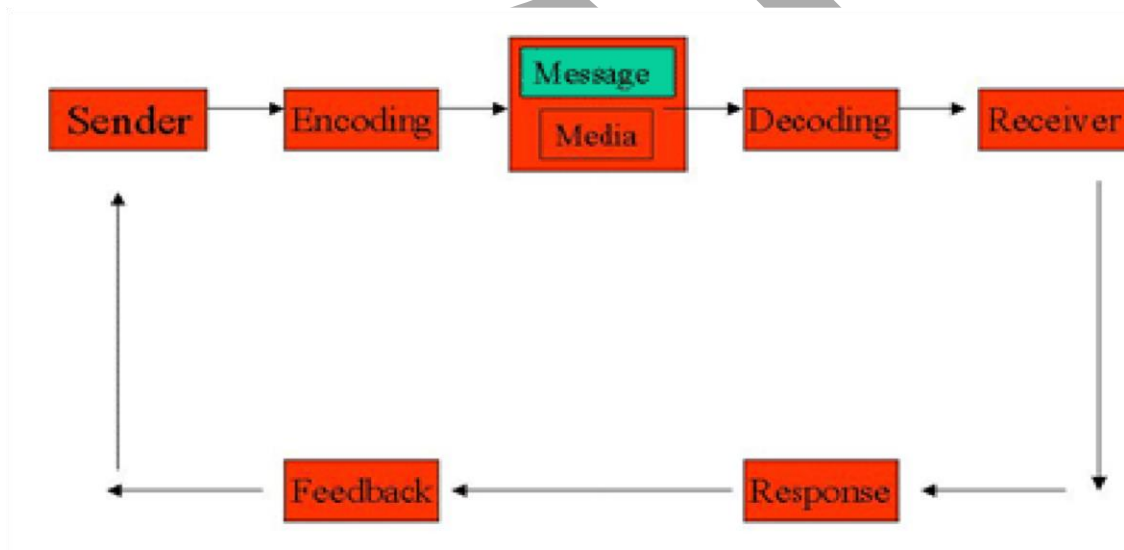 Sender
Encoding
Message
Media
Decoding
Receiver
Feedback
Response